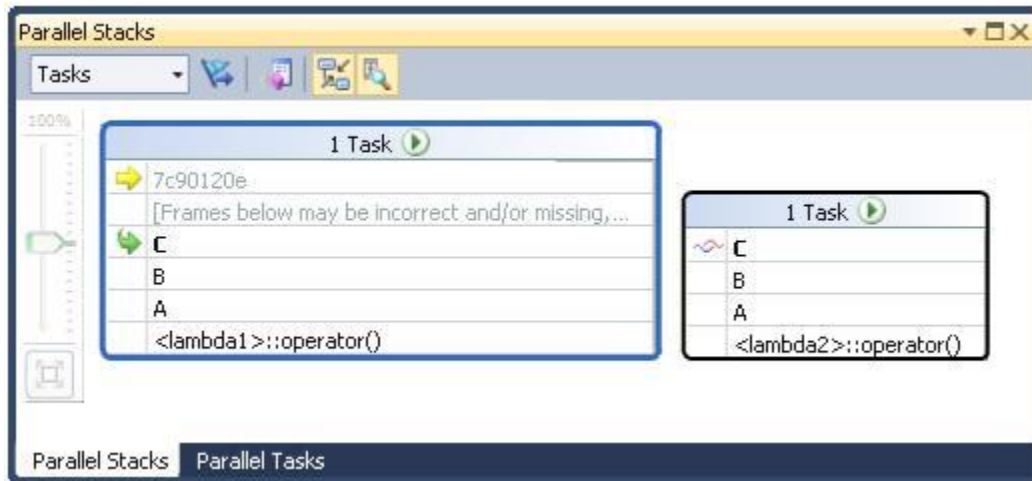 Parallel Stacks
Tasks
100%
1 Task
7c90120e
[Frames below may be incorrect and/or missing,...
C
B
A
<lambda1>::operator()
1 Task
C
B
A
<lambda2>::operator()
Parallel Stacks
Parallel Tasks